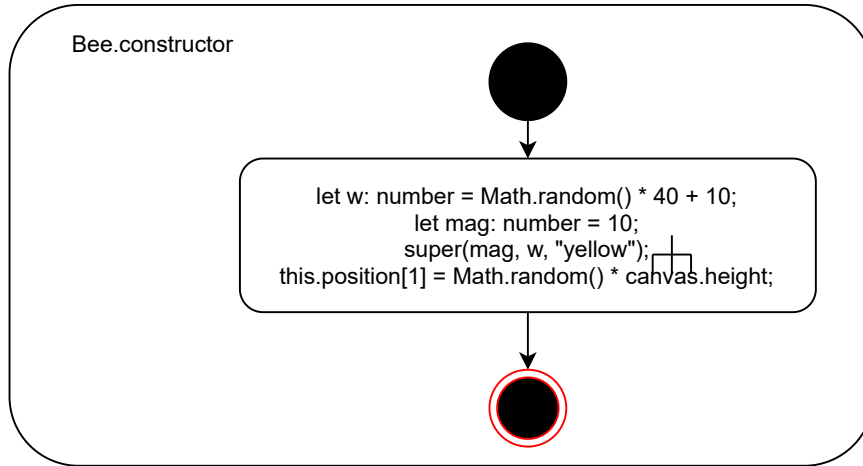 Bee.constructor
let w: number = Math.random() * 40 + 10;
let mag: number = 10;
super(mag, w, "yellow");
this.position[1] = Math.random() * canvas.height;